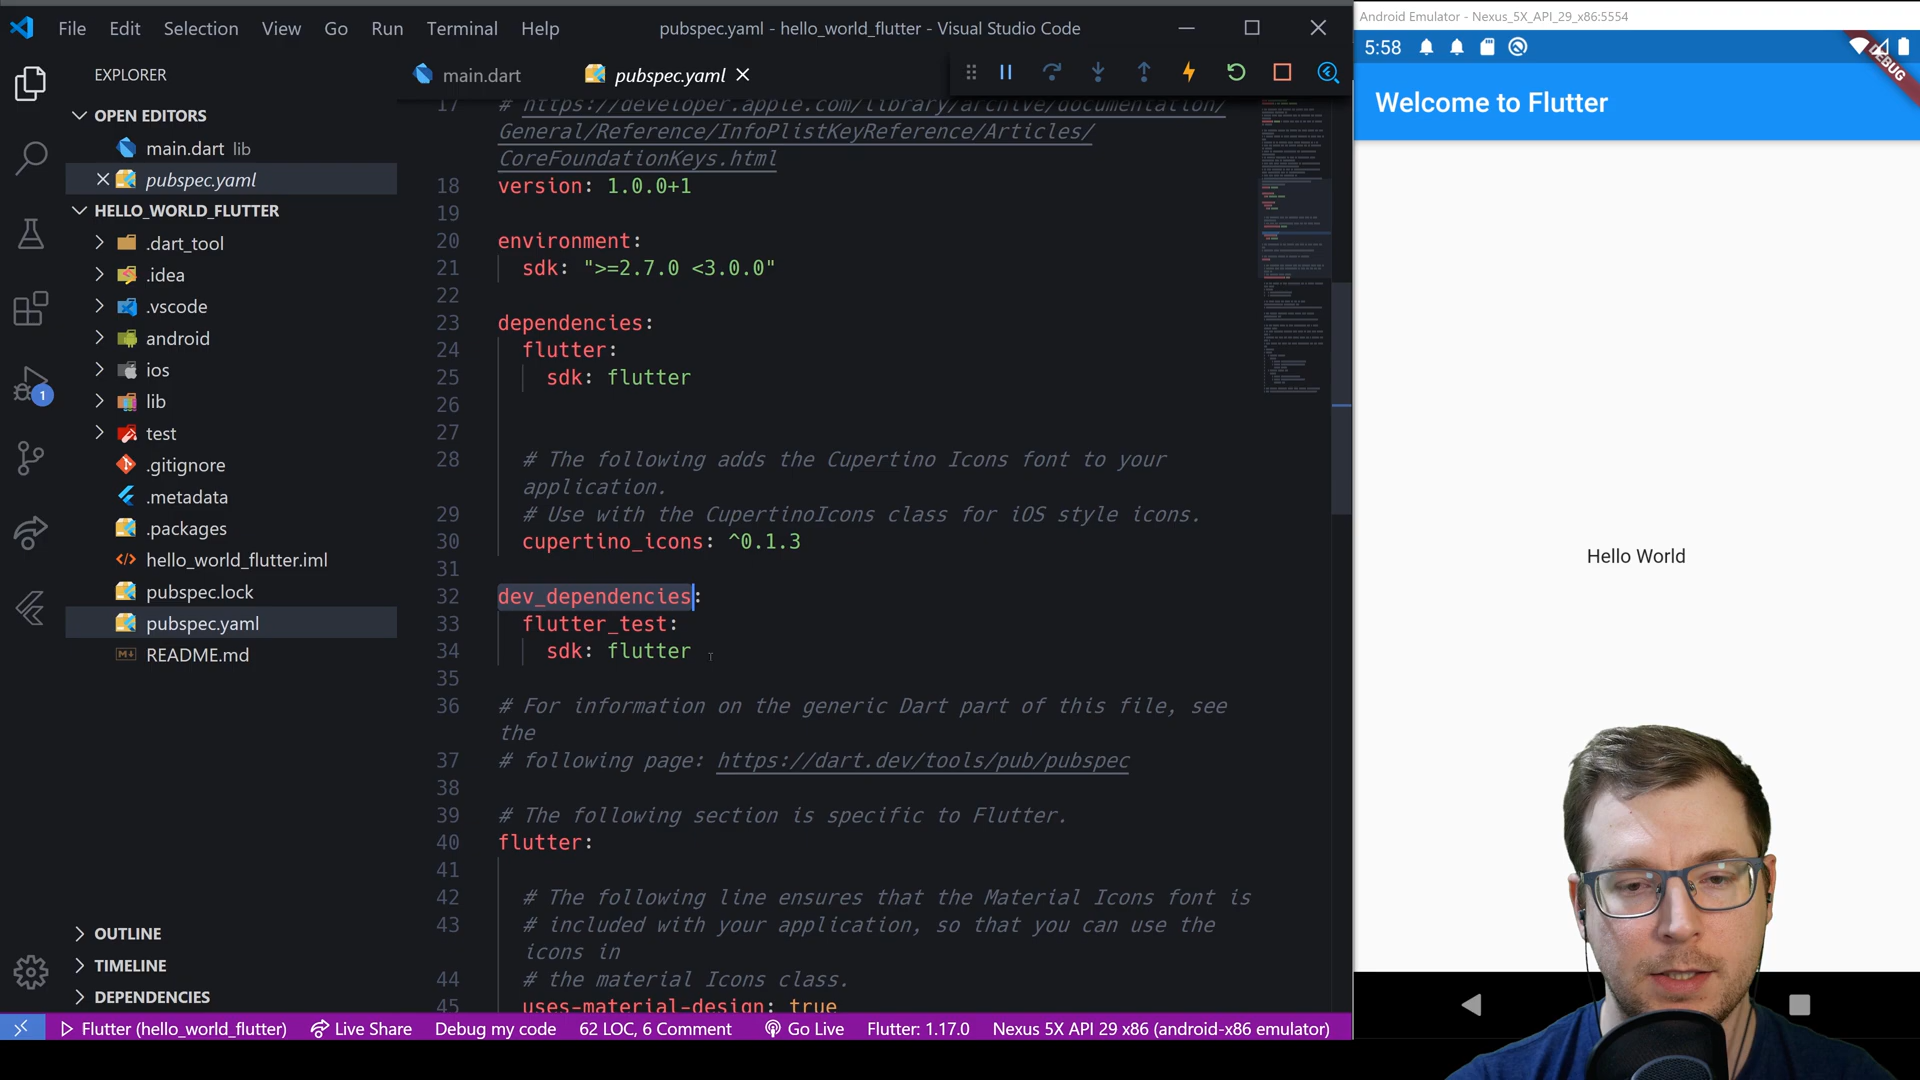 File Edit Selection View Go Run Terminal Help
pubspec.yaml - hello_world_flutter - Visual Studio Code
Android Emulator - Nexus_5X_API_29_x86:5554
EXPLORER
OPEN EDITORS
main.dart lib
pubspec.yaml
HELLO_WORLD_FLUTTER
.dart_tool
.idea
.vscode
android
ios
lib
test
.gitignore
.metadata
.packages
hello_world_flutter.iml
pubspec.lock
pubspec.yaml
README.md
OUTLINE
TIMELINE
DEPENDENCIES
1
main.dart
pubspec.yaml
17 # https://developer.apple.com/library/archive/documentation/
General/Reference/InfoPlistKeyReference/Articles/
CoreFoundationKeys.html
18 version: 1.0.0+1
19
20 environment:
21 sdk: ">=2.7.0 <3.0.0"
22
23 dependencies:
24 flutter:
25 sdk: flutter
26
27
28 # The following adds the Cupertino Icons font to your
application.
29 # Use with the CupertinoIcons class for iOS style icons.
30 cupertino_icons: ^0.1.3
31
32 dev_dependencies:
33 flutter_test:
34 sdk: flutter
35
36 # For information on the generic Dart part of this file, see
the
37 # following page: https://dart.dev/tools/pub/pubspec
38
39 # The following section is specific to Flutter.
40 flutter:
41
42 # The following line ensures that the Material Icons font is
43 # included with your application, so that you can use the
icons in
44 # the material Icons class.
45 uses-material-design: true
Flutter (hello_world_flutter) Live Share Debug my code 62 LOC, 6 Comment Go Live Flutter: 1.17.0 Nexus 5X API 29 x86 (android-x86 emulator)
5:58
DEBUG
Welcome to Flutter
Hello World